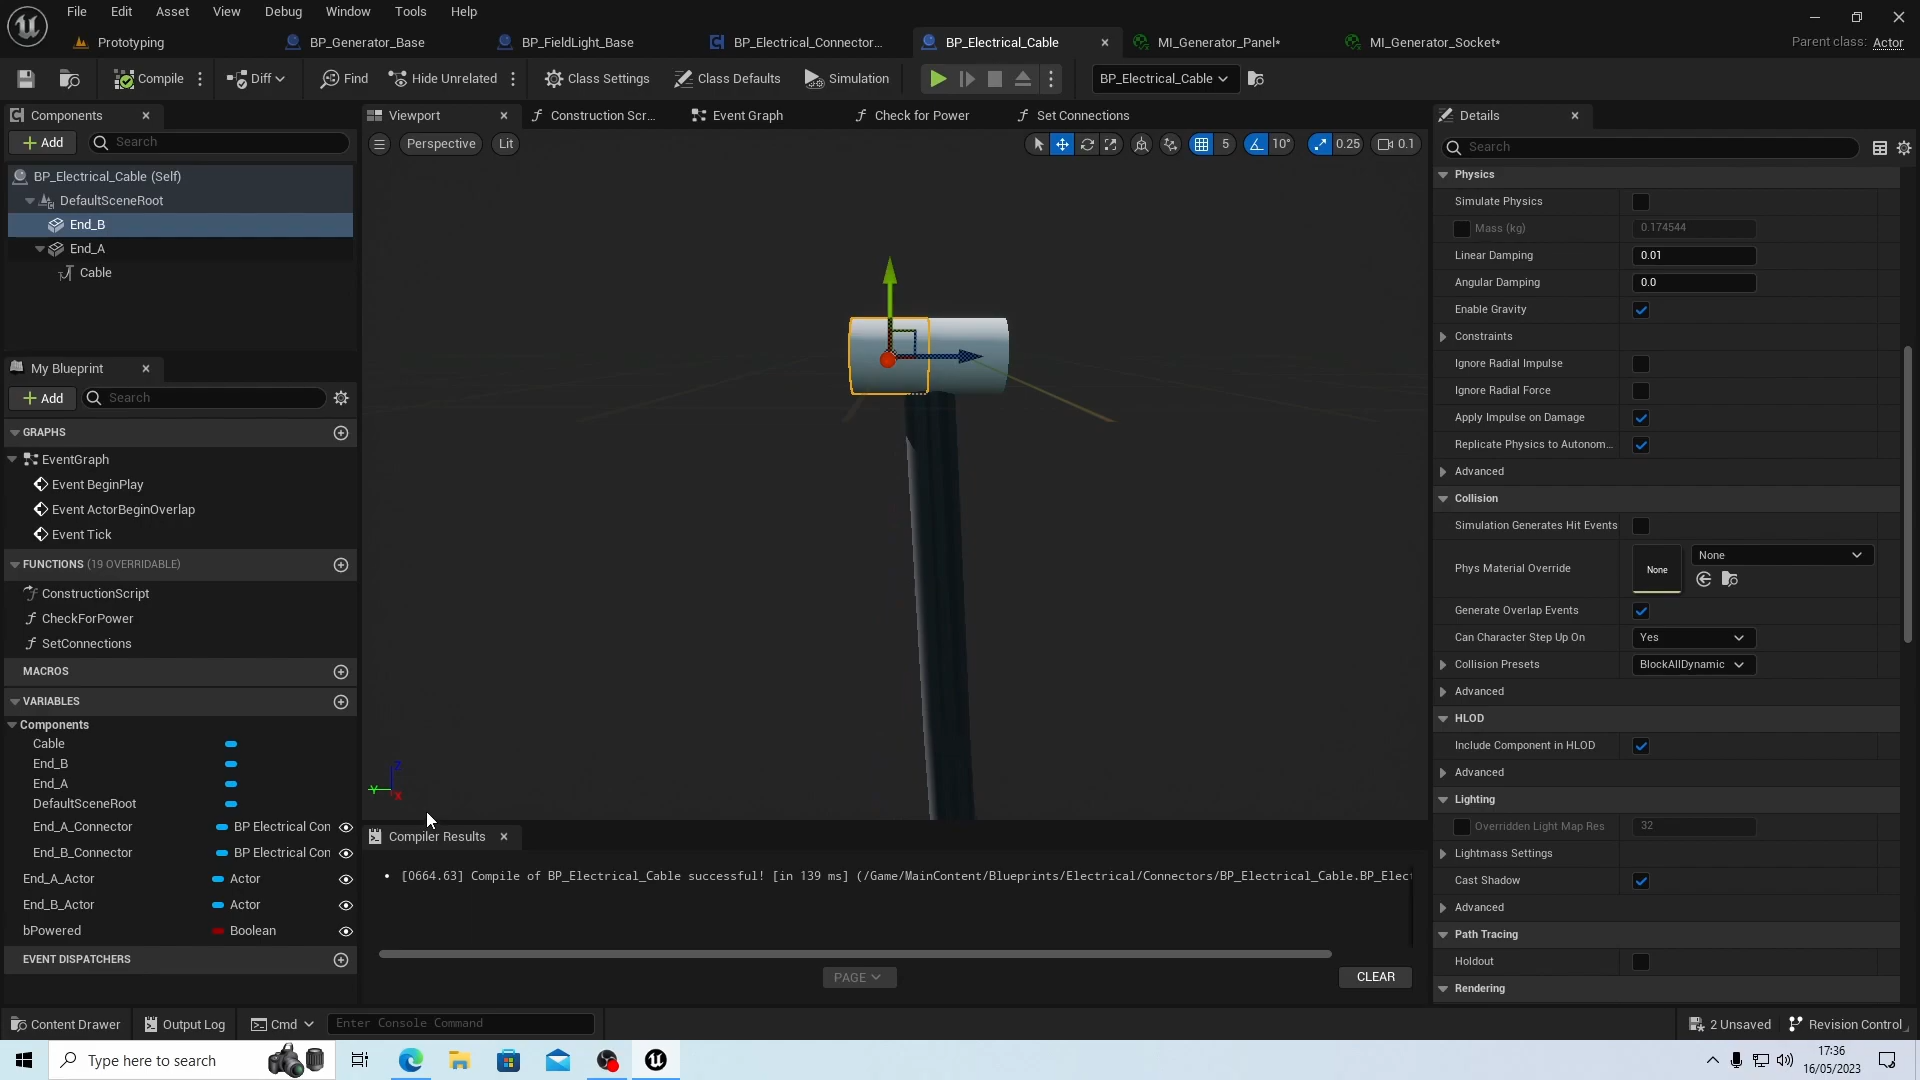 File Edit Asset View Debug Window Tools Help
Prototyping BP_Generator_Base BP_FieldLight_Base BP_Electrical_Connector... BP_Electrical_Cable MI_Generator_Panel* MI_Generator_Socket* Parent class: Actor
Compile Diff Find Hide Unrelated Class Settings Class Defaults Simulation BP_Electrical_Cable
Components
Add Search
BP_Electrical_Cable (Self)
DefaultSceneRoot
End_B
End_A
Cable
My Blueprint
Add Search
GRAPHS
EventGraph
Event BeginPlay
Event ActorBeginOverlap
Event Tick
FUNCTIONS (19 OVERRIDABLE)
ConstructionScript
CheckForPower
SetConnections
MACROS
VARIABLES
Components
Cable
End_B
End_A
DefaultSceneRoot
End_A_Connector BP Electrical Con
End_B_Connector BP Electrical Con
End_A_Actor Actor
End_B_Actor Actor
bPowered Boolean
EVENT DISPATCHERS
Viewport Construction Scr... Event Graph Check for Power Set Connections
Perspective Lit 5 10° 0.25 0.1
Z
Y
X
Compiler Results
[0664.63] Compile of BP_Electrical_Cable successful! [in 139 ms] (/Game/MainContent/Blueprints/Electrical/Connectors/BP_Electrical_Cable.BP_Elect
PAGE CLEAR
Details
Search
Physics
Simulate Physics
Mass (kg) 0.174544
Linear Damping 0.01
Angular Damping 0.0
Enable Gravity
Constraints
Ignore Radial Impulse
Ignore Radial Force
Apply Impulse on Damage
Replicate Physics to Autonom...
Advanced
Collision
Simulation Generates Hit Events
Phys Material Override None None
Generate Overlap Events
Can Character Step Up On Yes
Collision Presets BlockAllDynamic
Advanced
HLOD
Include Component in HLOD
Advanced
Lighting
Overridden Light Map Res 32
Lightmass Settings
Cast Shadow
Advanced
Path Tracing
Holdout
Rendering
Content Drawer Output Log Cmd Enter Console Command 2 Unsaved Revision Control
Type here to search
17:36
16/05/2023